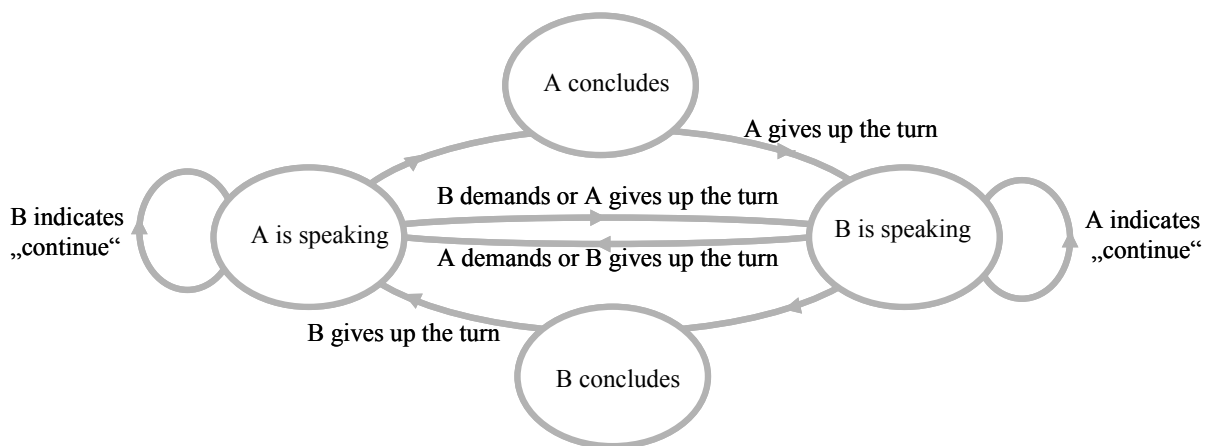 A concludes
A gives up the turn
B demands or A gives up the turn
B indicates
„continue“
A is speaking
B is speaking
A indicates
„continue“
A demands or B gives up the turn
B gives up the turn
B concludes